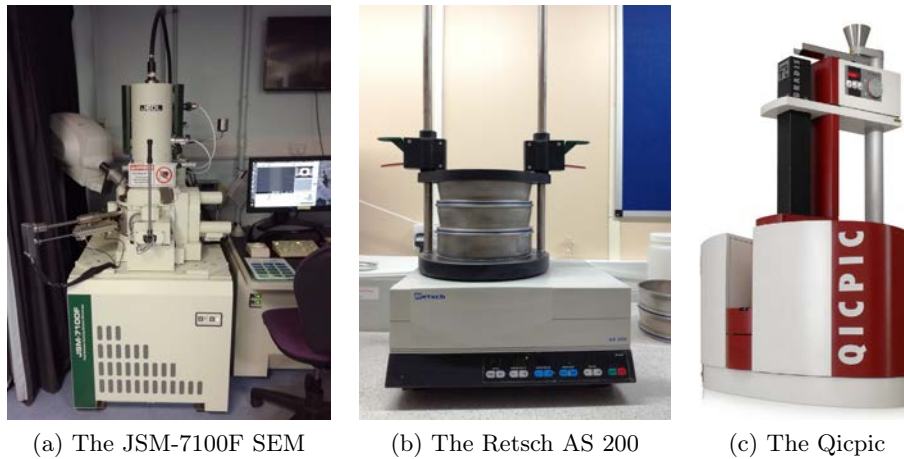 JEOL
JSM-7100F
Retsch
AS 200
QICPIC
(a) The JSM-7100F SEM
(b) The Retsch AS 200
(c) The Qicpic